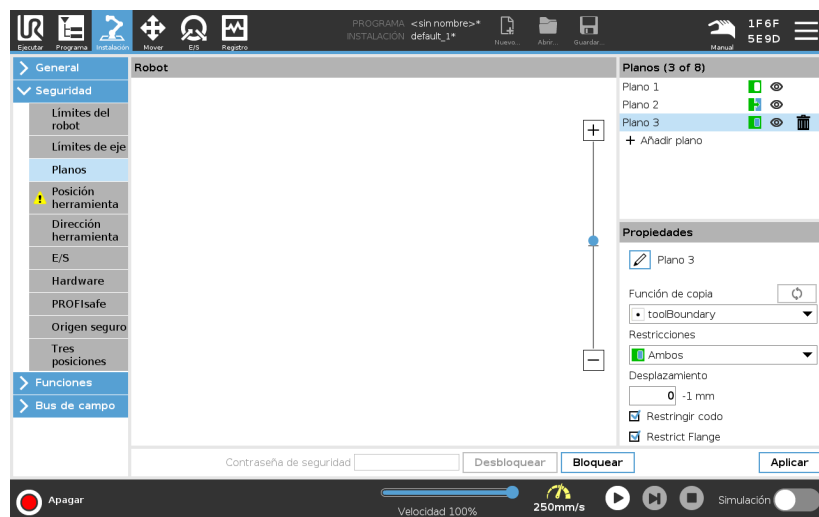 PROGRAMA <sin nombre>*
INSTALACIÓN default_1*
Ejecutar
Programa
Instalación
Mover
E/S
Registro
Nuevo...
Abrir...
Guardar...
Manual
1F6F
5E9D
General
Seguridad
Límites del
robot
Límites de eje
Planos
Posición
herramienta
Dirección
herramienta
E/S
Hardware
PROFIsafe
Origen seguro
Tres
posiciones
Funciones
Bus de campo
Robot
Planos (3 of 8)
Plano 1
Plano 2
Plano 3
+ Añadir plano
Propiedades
Plano 3
Función de copia
toolBoundary
Restricciones
Ambos
Desplazamiento
0 -1 mm
Restringir codo
Restrict Flange
Contraseña de seguridad
Desbloquear
Bloquear
Aplicar
Apagar
Velocidad 100%
250mm/s
Simulación